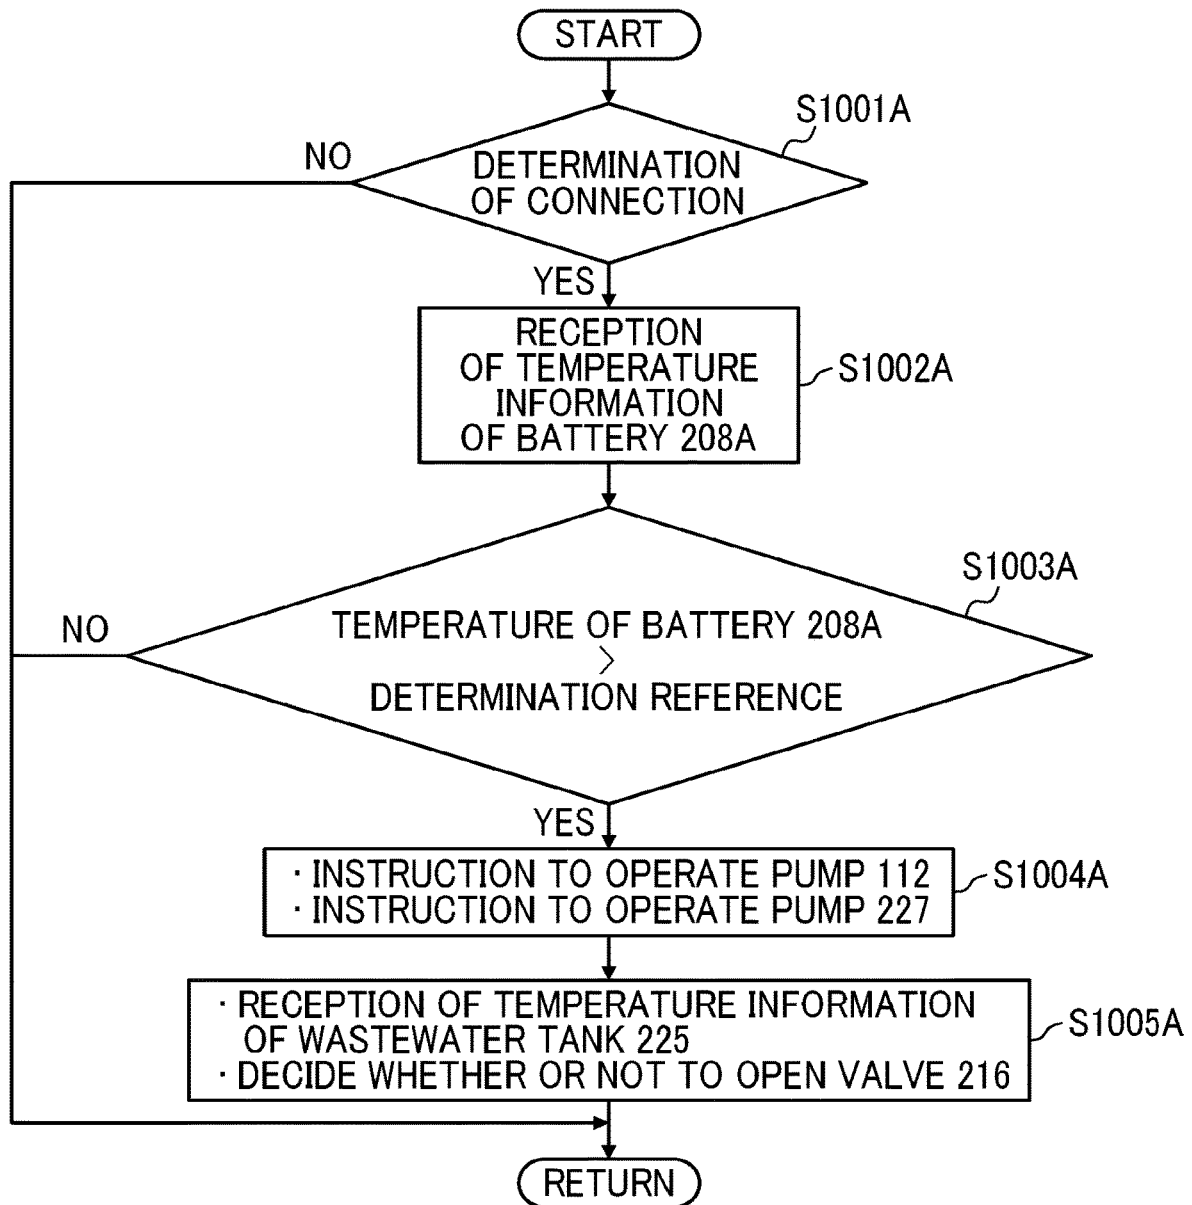 START
S1001A
NO
DETERMINATION
OF CONNECTION
YES
RECEPTION
OF TEMPERATURE
INFORMATION
OF BATTERY 208A
S1002A
S1003A
NO
TEMPERATURE OF BATTERY 208A
>
DETERMINATION REFERENCE
YES
· INSTRUCTION TO OPERATE PUMP 112
· INSTRUCTION TO OPERATE PUMP 227
S1004A
· RECEPTION OF TEMPERATURE INFORMATION
OF WASTEWATER TANK 225
· DECIDE WHETHER OR NOT TO OPEN VALVE 216
S1005A
RETURN